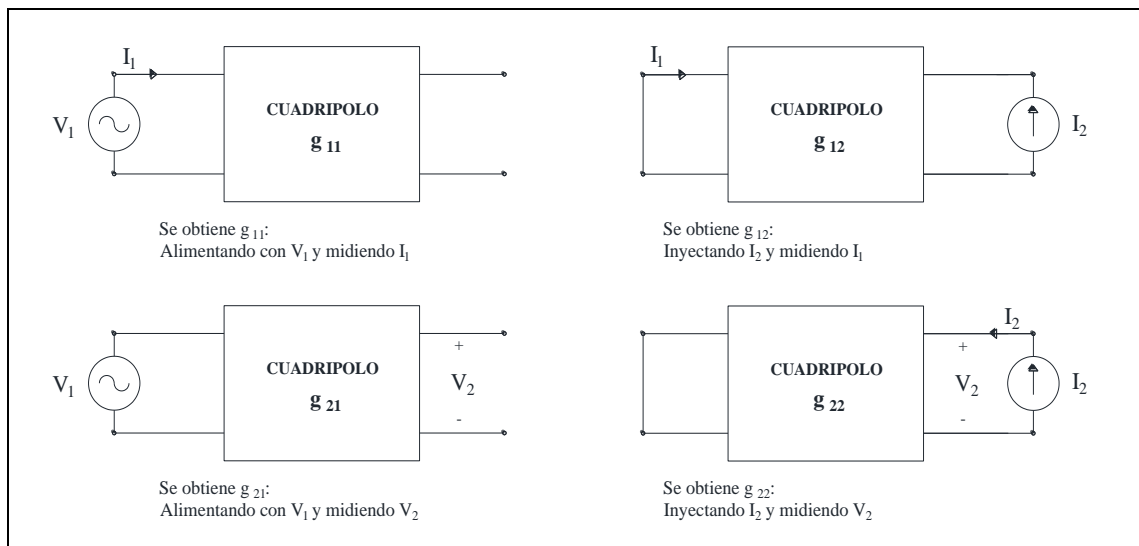 I₁
V₁
CUADRIPOLO
g ₁₁
Se obtiene g ₁₁:
Alimentando con V₁ y midiendo I₁
I₁
CUADRIPOLO
g ₁₂
I₂
Se obtiene g ₁₂:
Inyectando I₂ y midiendo I₁
V₁
CUADRIPOLO
g ₂₁
+
V₂
-
Se obtiene g ₂₁:
Alimentando con V₁ y midiendo V₂
CUADRIPOLO
g ₂₂
I₂
+
V₂
-
I₂
Se obtiene g ₂₂:
Inyectando I₂ y midiendo V₂